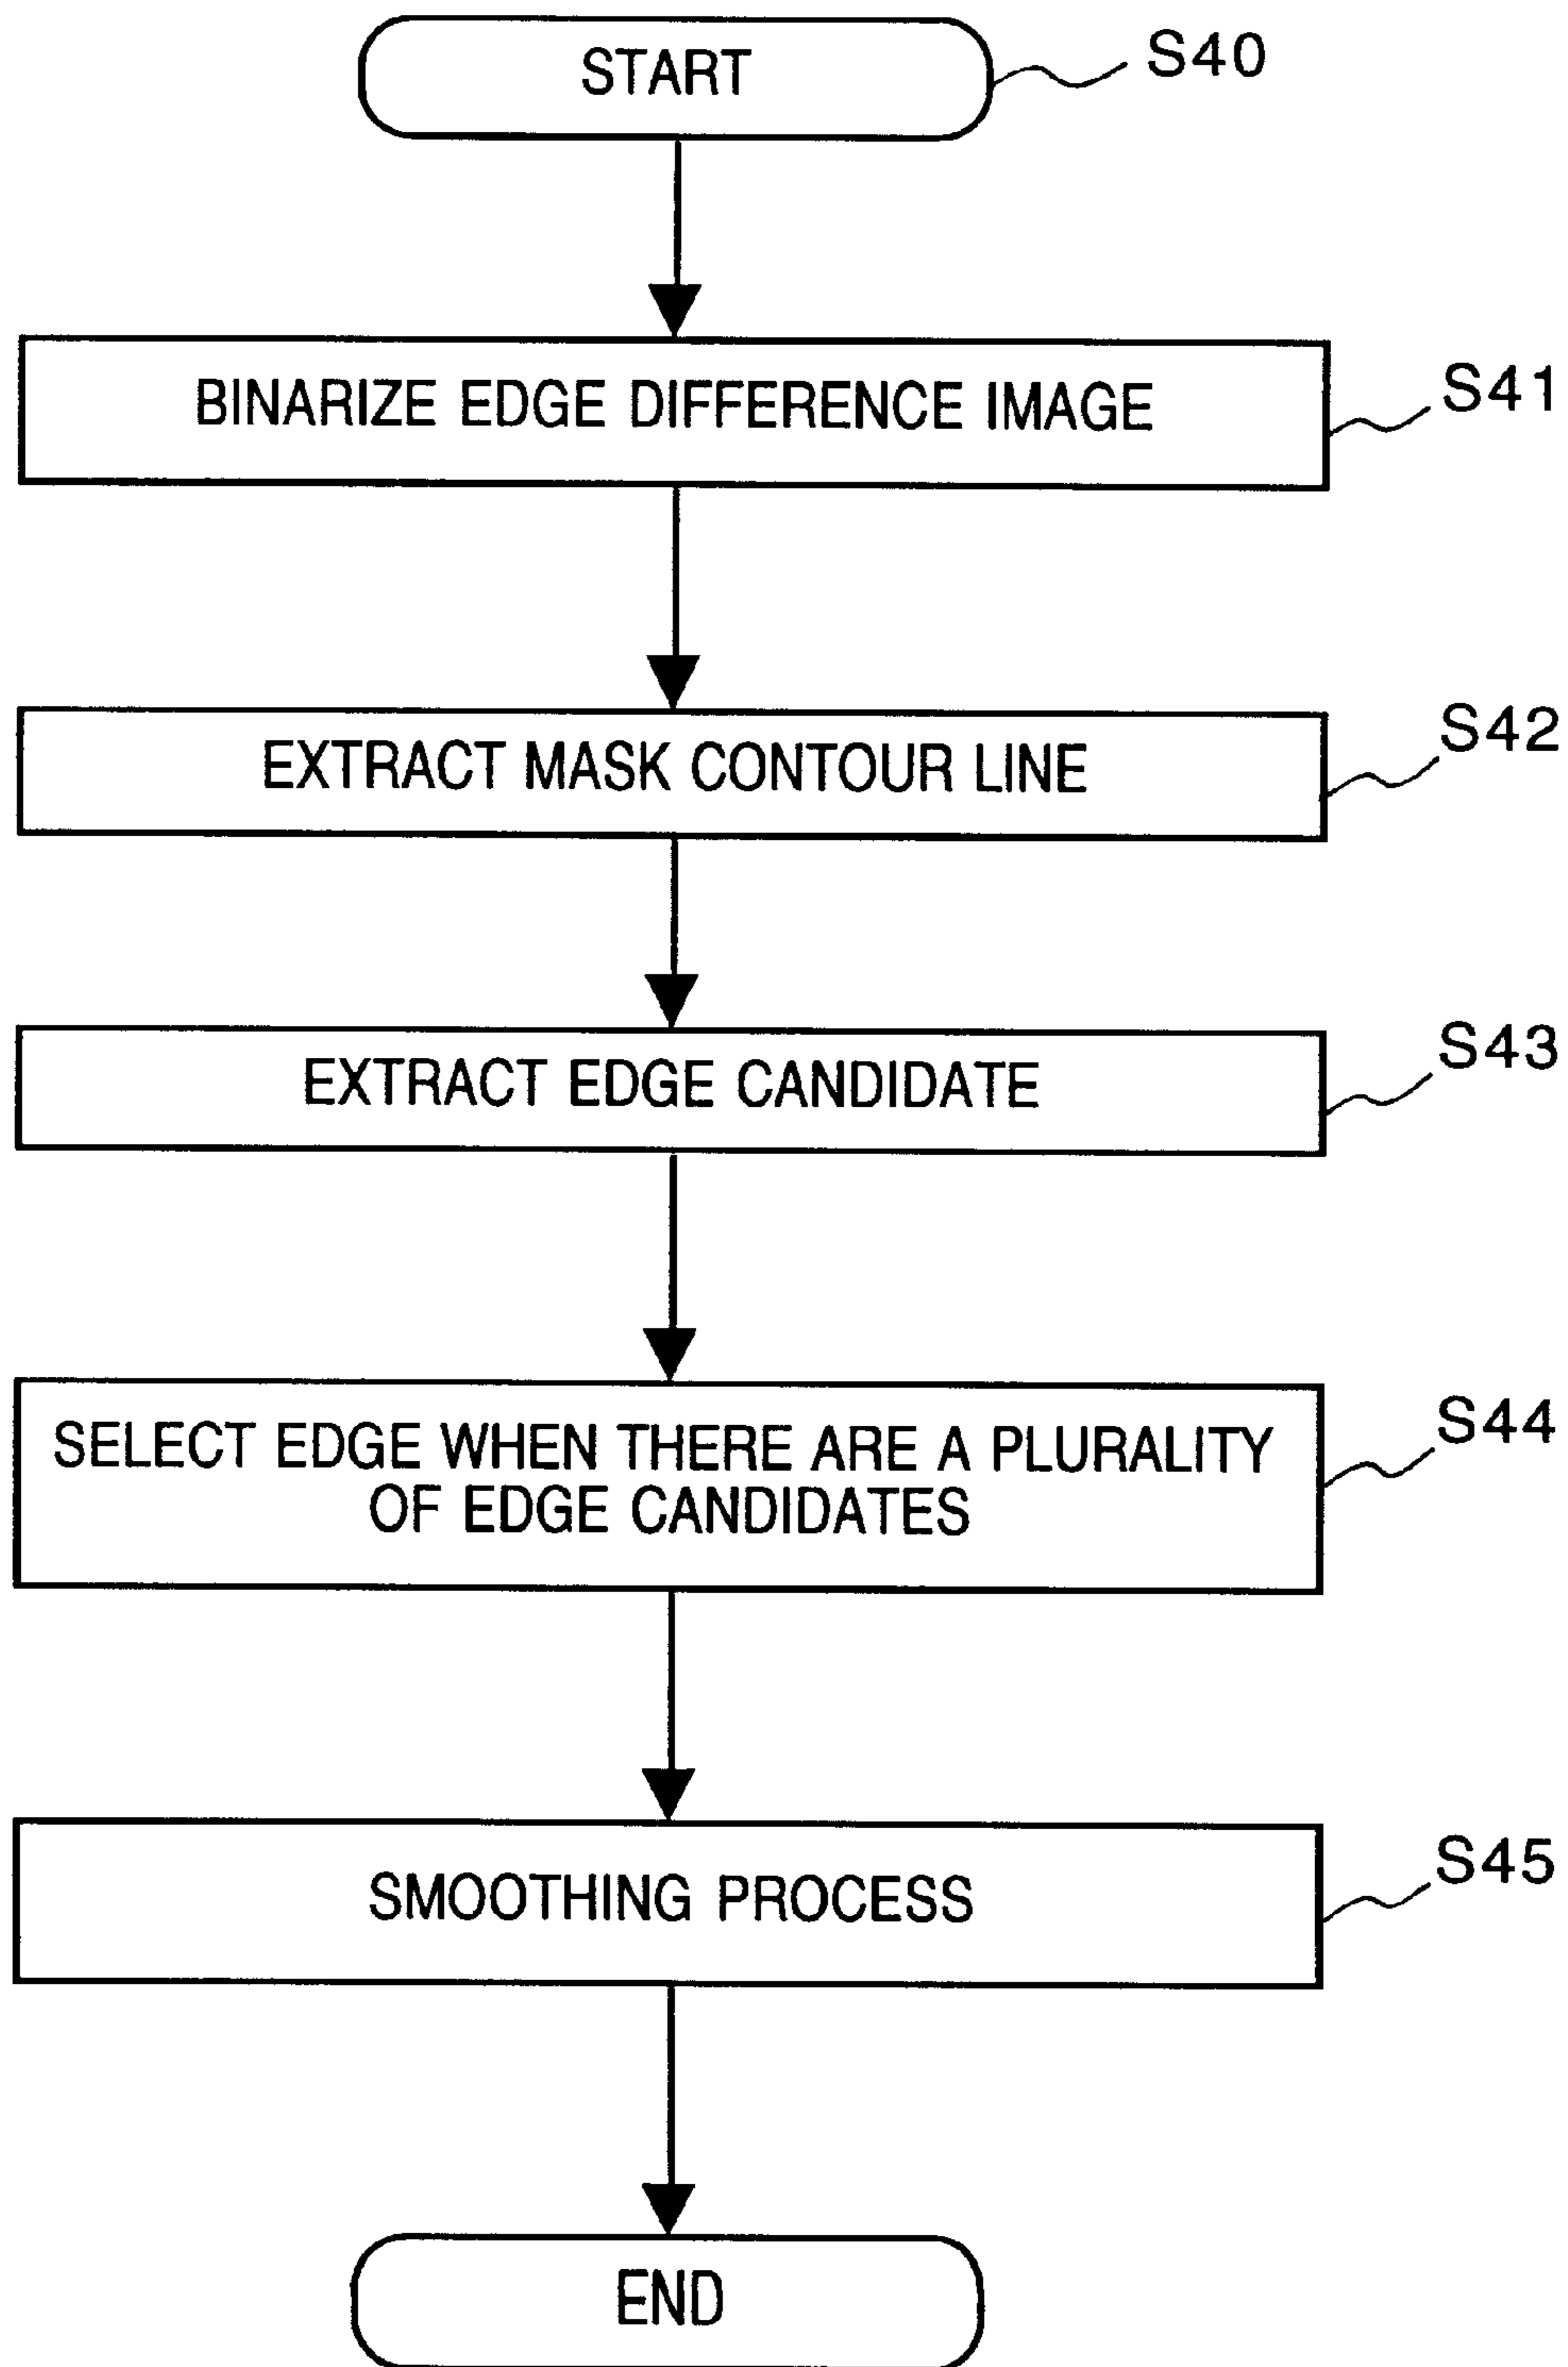 START
S40
BINARIZE EDGE DIFFERENCE IMAGE
S41
EXTRACT MASK CONTOUR LINE
S42
EXTRACT EDGE CANDIDATE
S43
SELECT EDGE WHEN THERE ARE A PLURALITY
OF EDGE CANDIDATES
S44
SMOOTHING PROCESS
S45
END